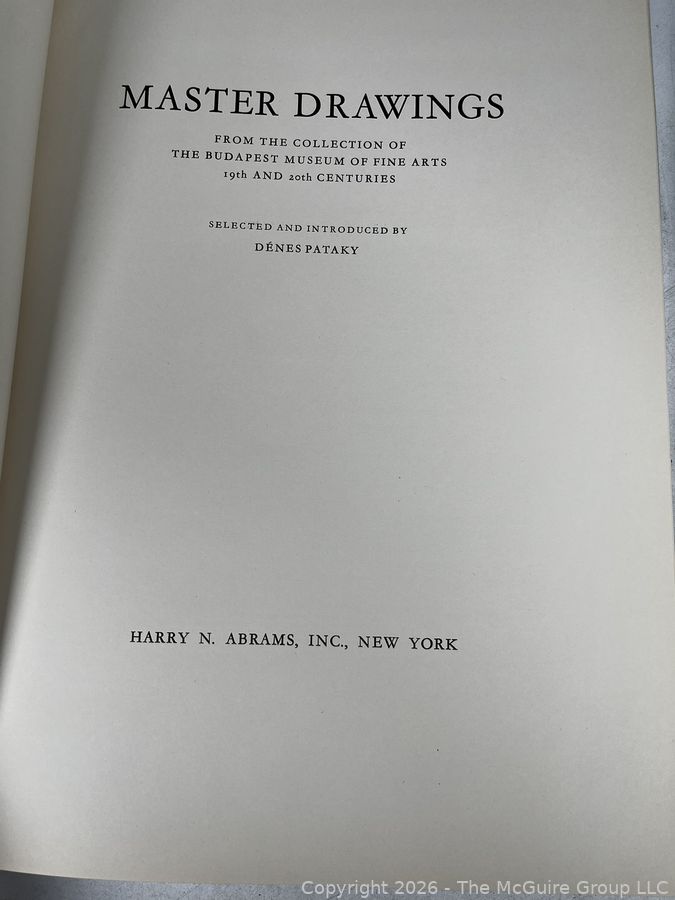 MASTER DRAWINGS
FROM THE COLLECTION OF
THE BUDAPEST MUSEUM OF FINE ARTS
19th AND 20th CENTURIES
SELECTED AND INTRODUCED BY
DÉNES PATAKY
HARRY N. ABRAMS, INC., NEW YORK
Copyright 2026 - The McGuire Group LLC